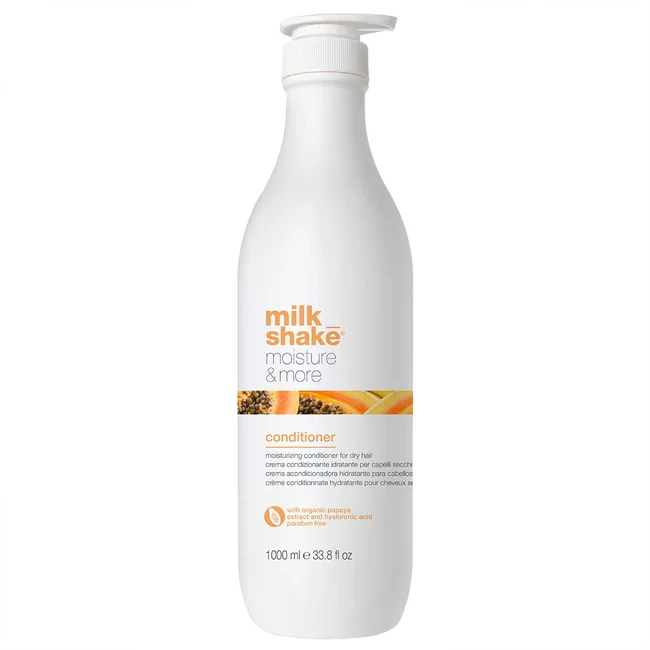 milk_
shake®
moisture
& more
conditioner
moisturizing conditioner for dry hair
crema condizionante idratante per capelli secchi
crema acondicionadora hidratante para cabellos
crème conditionnate hydratante pour cheveux se
with organic papaya
extract and hyaluronic acid
paraben free
1000 ml e 33.8 fl oz